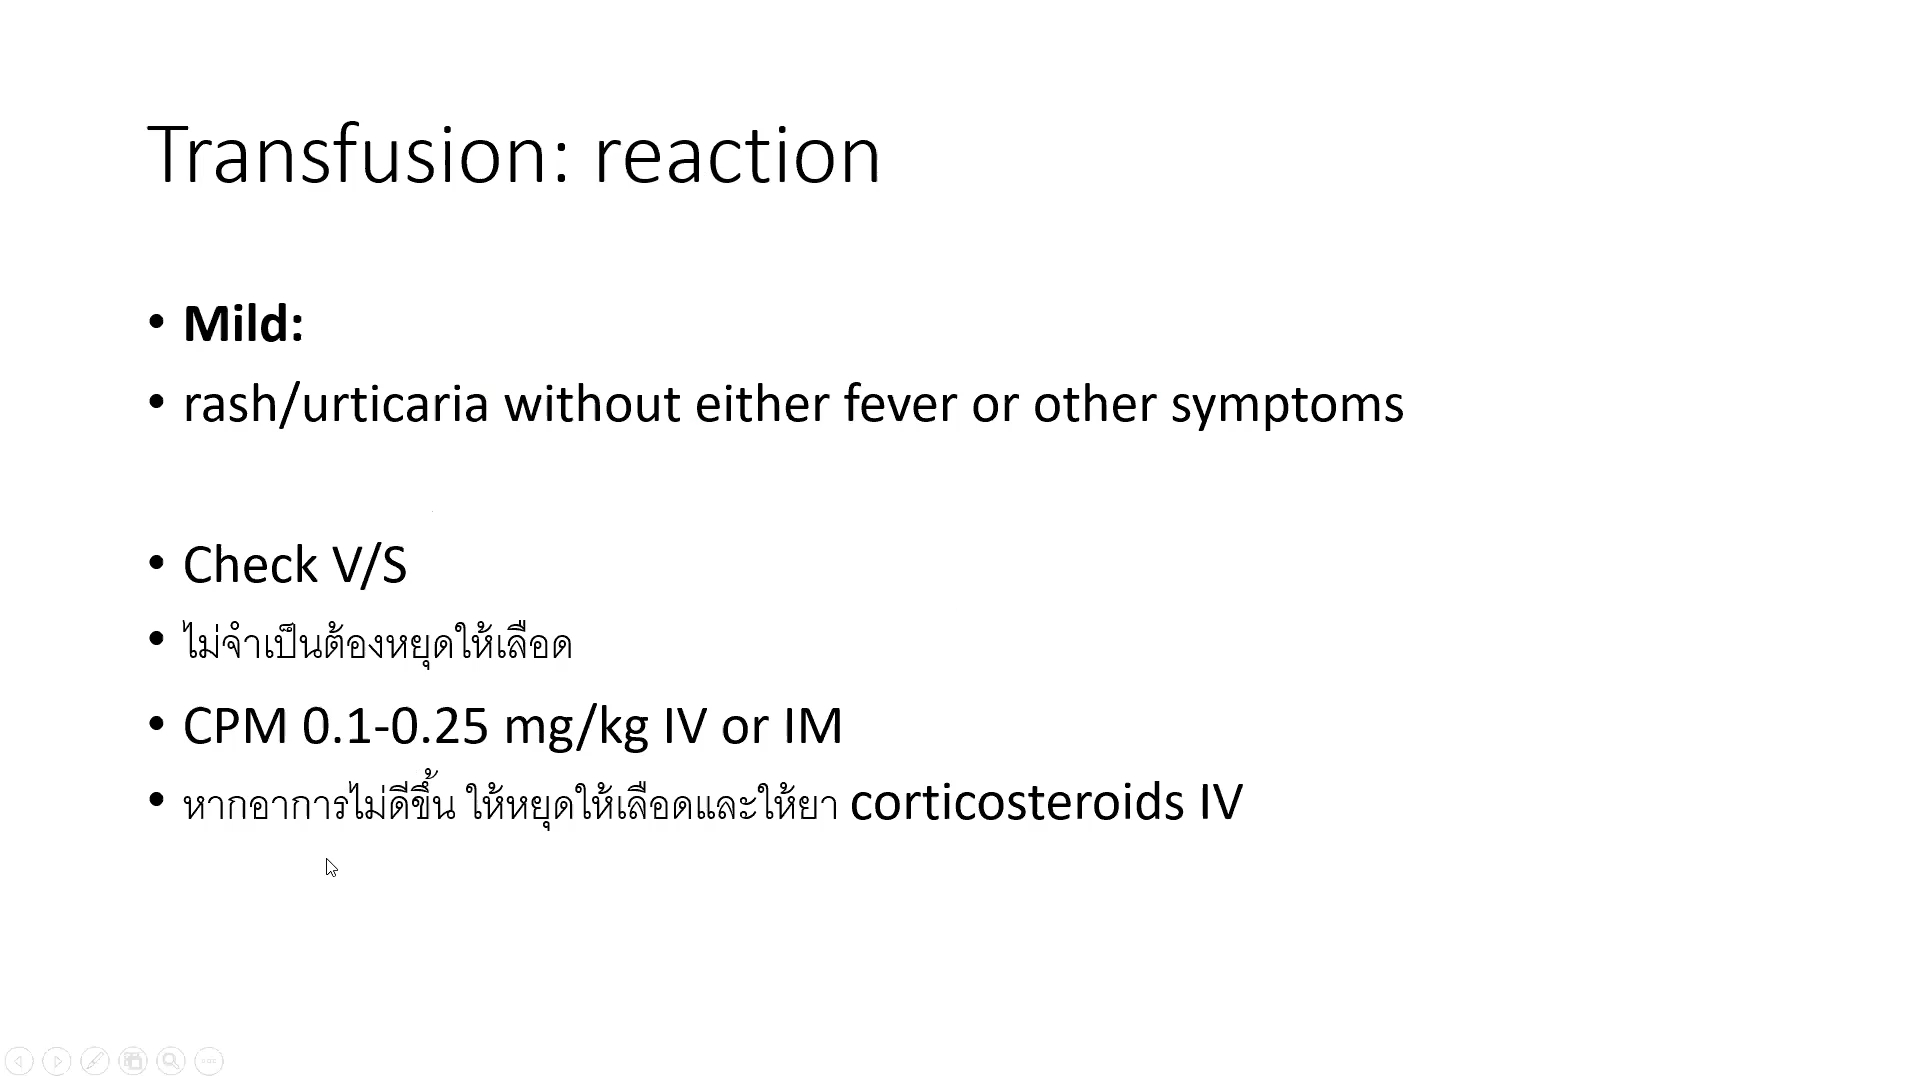 Transfusion: reaction
• Mild:
• rash/urticaria without either fever or other symptoms
• Check V/S
• ไม่จำเป็นต้องหยุดให้เลือด
• CPM 0.1-0.25 mg/kg IV or IM
• หากอาการไม่ดีขึ้น ให้หยุดให้เลือดและให้ยา corticosteroids IV